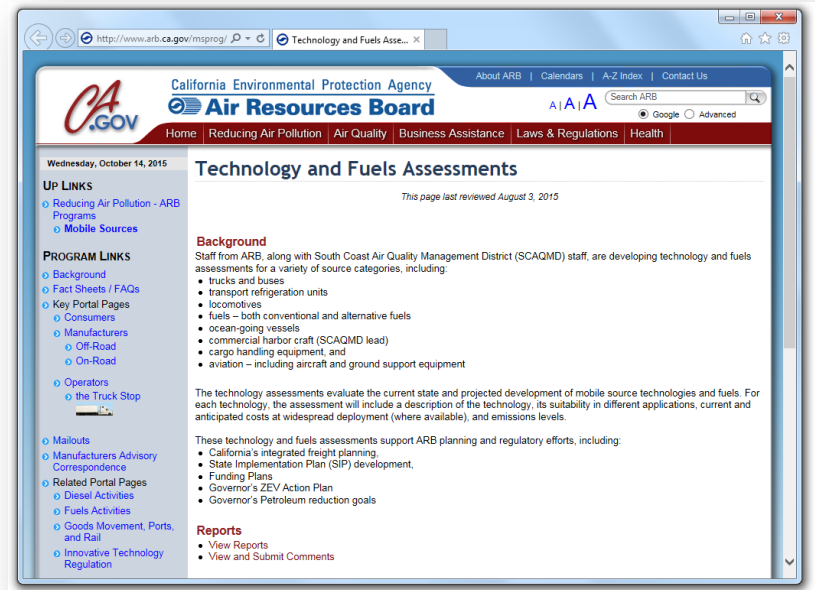 http://www.arb.ca.gov/msprog/
Technology and Fuels Asse...
CA
.GOV
California Environmental Protection Agency
Air Resources Board
About ARB | Calendars | A-Z Index | Contact Us
A | A | A
Search ARB
Google Advanced
Home Reducing Air Pollution Air Quality Business Assistance Laws & Regulations Health
Wednesday, October 14, 2015
UP LINKS
Reducing Air Pollution - ARB
Programs
Mobile Sources
PROGRAM LINKS
Background
Fact Sheets / FAQs
Key Portal Pages
Consumers
Manufacturers
Off-Road
On-Road
Operators
the Truck Stop
Mailouts
Manufacturers Advisory
Correspondence
Related Portal Pages
Diesel Activities
Fuels Activities
Goods Movement, Ports,
and Rail
Innovative Technology
Regulation
Technology and Fuels Assessments
This page last reviewed August 3, 2015
Background
Staff from ARB, along with South Coast Air Quality Management District (SCAQMD) staff, are developing technology and fuels
assessments for a variety of source categories, including:
• trucks and buses
• transport refrigeration units
• locomotives
• fuels – both conventional and alternative fuels
• ocean-going vessels
• commercial harbor craft (SCAQMD lead)
• cargo handling equipment, and
• aviation – including aircraft and ground support equipment
The technology assessments evaluate the current state and projected development of mobile source technologies and fuels. For
each technology, the assessment will include a description of the technology, its suitability in different applications, current and
anticipated costs at widespread deployment (where available), and emissions levels.
These technology and fuels assessments support ARB planning and regulatory efforts, including:
• California's integrated freight planning,
• State Implementation Plan (SIP) development,
• Funding Plans
• Governor's ZEV Action Plan
• Governor's Petroleum reduction goals
Reports
• View Reports
• View and Submit Comments